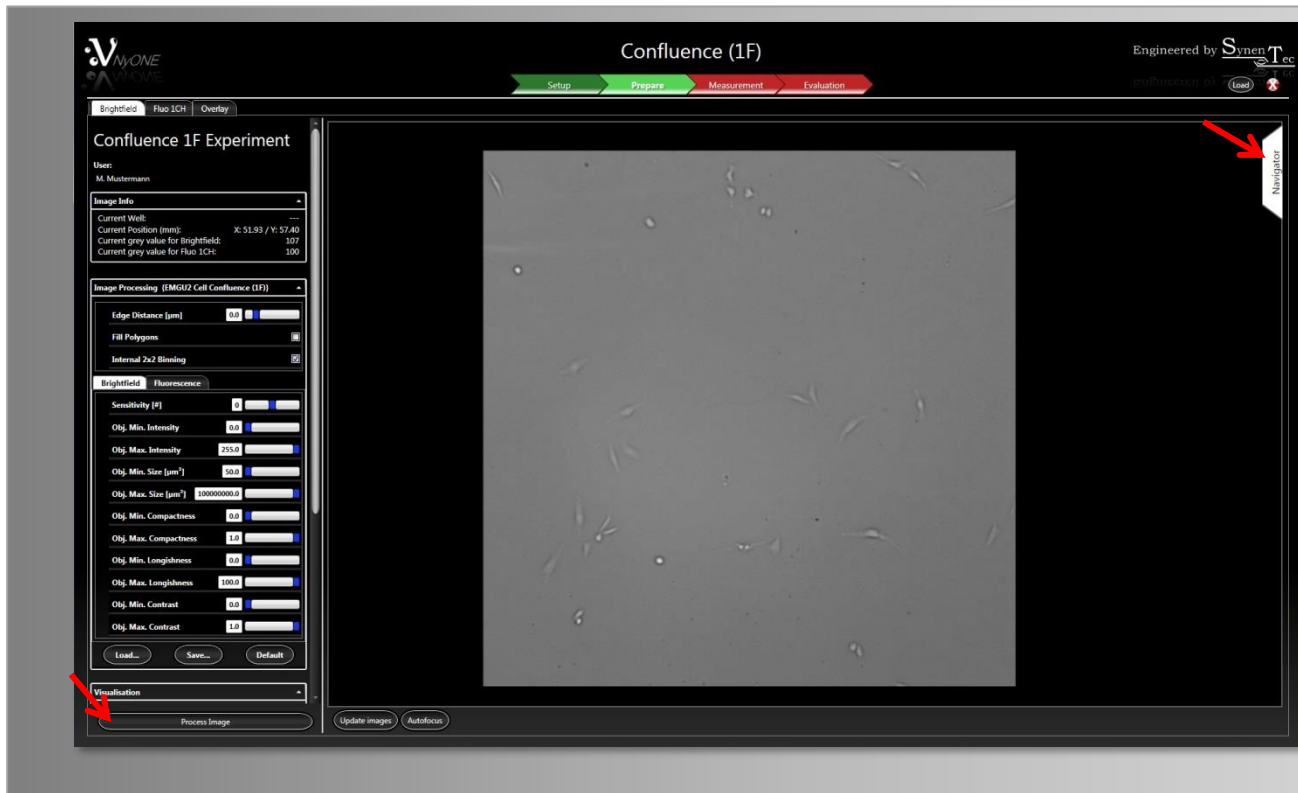 NyONE
Confluence (1F)
Engineered by SynenTec
Setup Prepare Measurement Evaluation
Load
Brightfield Fluo 1CH Overlay
Confluence 1F Experiment
User:
M. Mustermann
Image Info
Current Well: ---
Current Position (mm): X: 51.93 / Y: 57.40
Current grey value for Brightfield: 107
Current grey value for Fluo 1CH: 100
Image Processing (EMGU2 Cell Confluence (1F))
Edge Distance [µm] 0.0
Fill Polygons
Internal 2x2 Binning
Brightfield Fluorescence
Sensitivity [#] 0
Obj. Min. Intensity 0.0
Obj. Max. Intensity 255.0
Obj. Min. Size [µm²] 50.0
Obj. Max. Size [µm²] 100000000.0
Obj. Min. Compactness 0.0
Obj. Max. Compactness 1.0
Obj. Min. Longishness 0.0
Obj. Max. Longishness 100.0
Obj. Min. Contrast 0.0
Obj. Max. Contrast 1.0
Load... Save... Default
Visualisation
Process Image
Update images Autofocus
Navigator